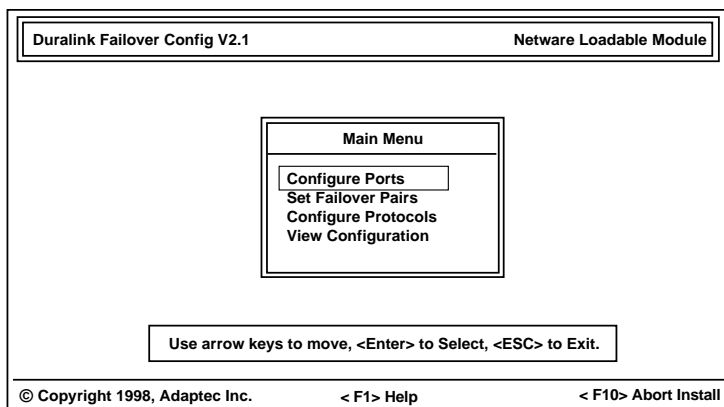 Duralink Failover Config V2.1 Netware Loadable Module
Main Menu
Configure Ports
Set Failover Pairs
Configure Protocols
View Configuration
Use arrow keys to move, <Enter> to Select, <ESC> to Exit.
© Copyright 1998, Adaptec Inc. < F1> Help < F10> Abort Install